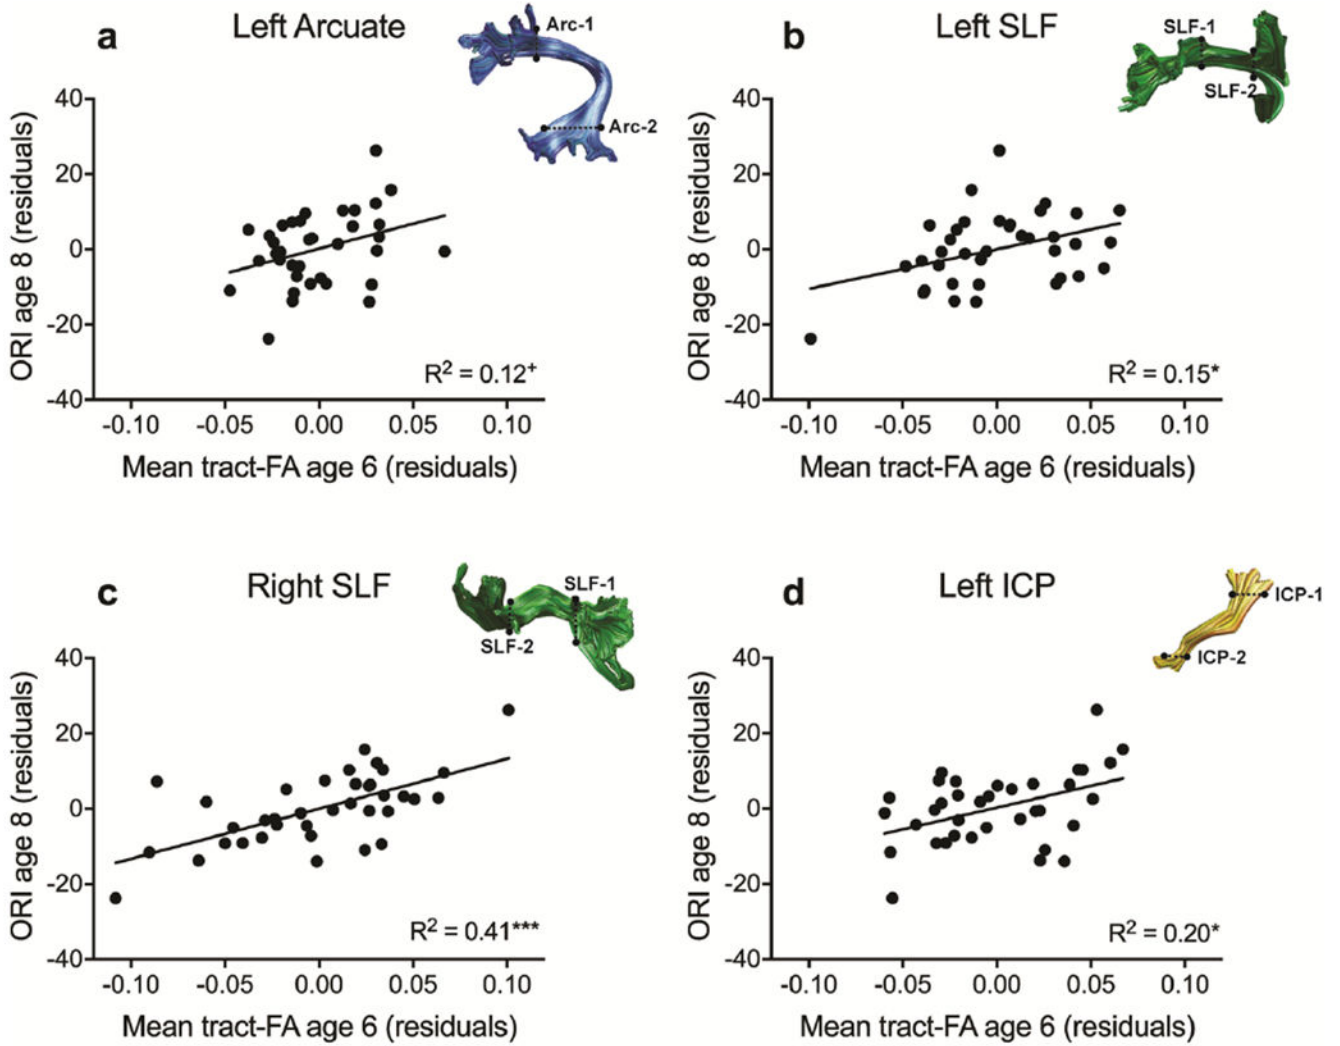 a
Left Arcuate
Arc-1
Arc-2
ORI age 8 (residuals)
40
20
0
-20
-40
R² = 0.12⁺
-0.10 -0.05 0.00 0.05 0.10
Mean tract-FA age 6 (residuals)
b
Left SLF
SLF-1
SLF-2
ORI age 8 (residuals)
40
20
0
-20
-40
R² = 0.15*
-0.10 -0.05 0.00 0.05 0.10
Mean tract-FA age 6 (residuals)
c
Right SLF
SLF-1
SLF-2
ORI age 8 (residuals)
40
20
0
-20
-40
R² = 0.41***
-0.10 -0.05 0.00 0.05 0.10
Mean tract-FA age 6 (residuals)
d
Left ICP
ICP-1
ICP-2
ORI age 8 (residuals)
40
20
0
-20
-40
R² = 0.20*
-0.10 -0.05 0.00 0.05 0.10
Mean tract-FA age 6 (residuals)